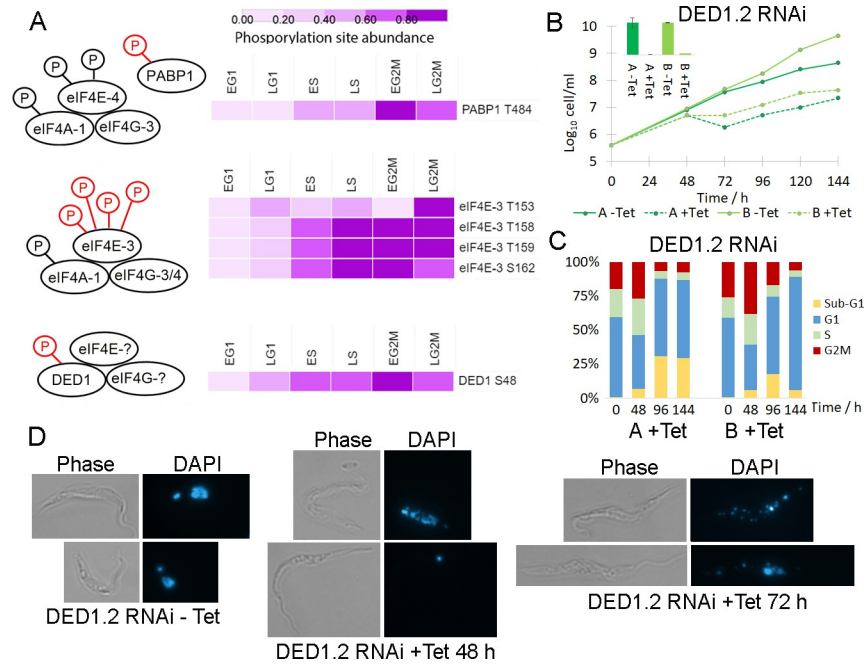 A
0.00 0.40 0.60 0.80
Phosporylation site abundance
P
PABP1
P P P
eIF4E-4
eIF4A-1 eIF4G-3
EG1 LG1 ES LS EG2M LG2M
PABP1 T484
P P P P
eIF4E-3
P
eIF4A-1 eIF4G-3/4
EG1 LG1 ES LS EG2M LG2M
eIF4E-3 T153
eIF4E-3 T158
eIF4E-3 T159
eIF4E-3 S162
P
eIF4E-?
DED1 eIF4G-?
EG1 LG1 ES LS EG2M LG2M
DED1 S48
B
DED1.2 RNAi
Log10 cell/ml
10
9
8
7
6
5
A -Tet
A +Tet
B -Tet
B +Tet
0 24 48 72 96 120 144
Time / h
A -Tet A +Tet B -Tet B +Tet
C
DED1.2 RNAi
100%
75%
50%
25%
0%
Sub-G1
G1
S
G2M
0 48 96 144 0 48 96 144 Time / h
A +Tet B +Tet
D
Phase DAPI
DED1.2 RNAi - Tet
Phase DAPI
DED1.2 RNAi +Tet 48 h
Phase DAPI
DED1.2 RNAi +Tet 72 h